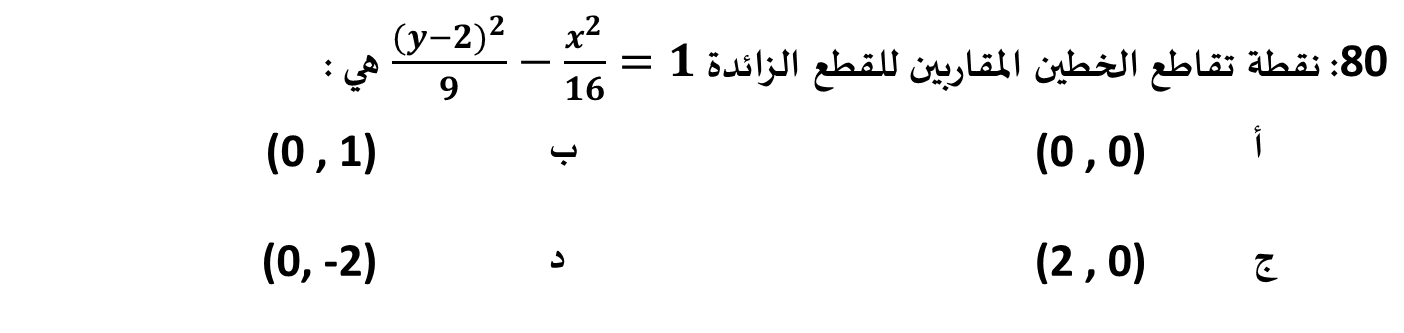 80: نقطة تقاطع الخطين المقاربين للقطع الزائدة (y−2)²/9 − x²/16 = 1 هي :
أ (0 , 0) ب (0 , 1)
ج (2 , 0) د (0, -2)